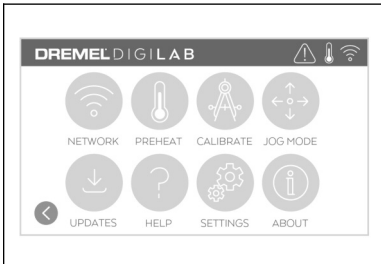 DREMEL DIGILAB
NETWORK PREHEAT CALIBRATE JOG MODE
UPDATES HELP SETTINGS ABOUT